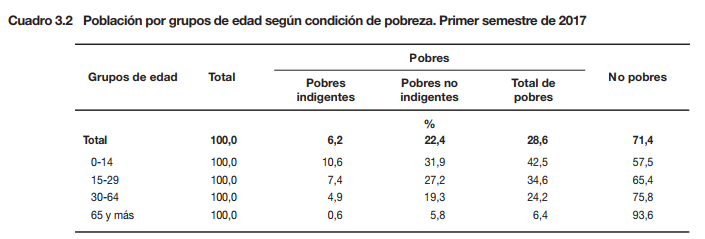 Cuadro 3.2 Población por grupos de edad según condición de pobreza. Primer semestre de 2017
Grupos de edad Total Pobres No pobres
Pobres indigentes Pobres no indigentes Total de pobres
%
Total 100,0 6,2 22,4 28,6 71,4
0-14 100,0 10,6 31,9 42,5 57,5
15-29 100,0 7,4 27,2 34,6 65,4
30-64 100,0 4,9 19,3 24,2 75,8
65 y más 100,0 0,6 5,8 6,4 93,6